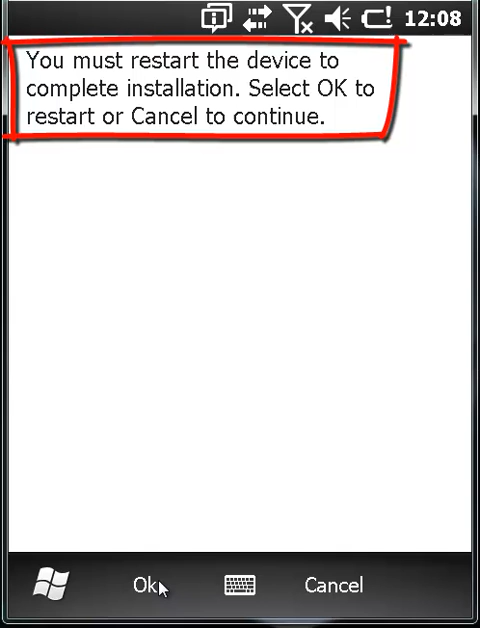 12:08
You must restart the device to
complete installation. Select OK to
restart or Cancel to continue.
Ok
Cancel